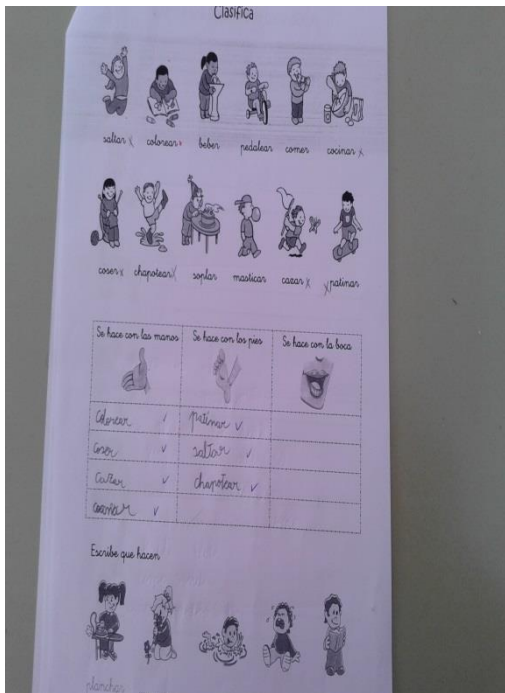 Clasifica
saltar x colorear x beber pedalear comer cocinar x
coser x chapotear x soplar masticar cazar x x patinar
Se hace con las manos Se hace con los pies Se hace con la boca
Colorear ✓ patinar ✓
Coser ✓ saltar ✓
Cazar ✓ chapotear ✓
cocinar ✓
Escribe que hacen
planchar